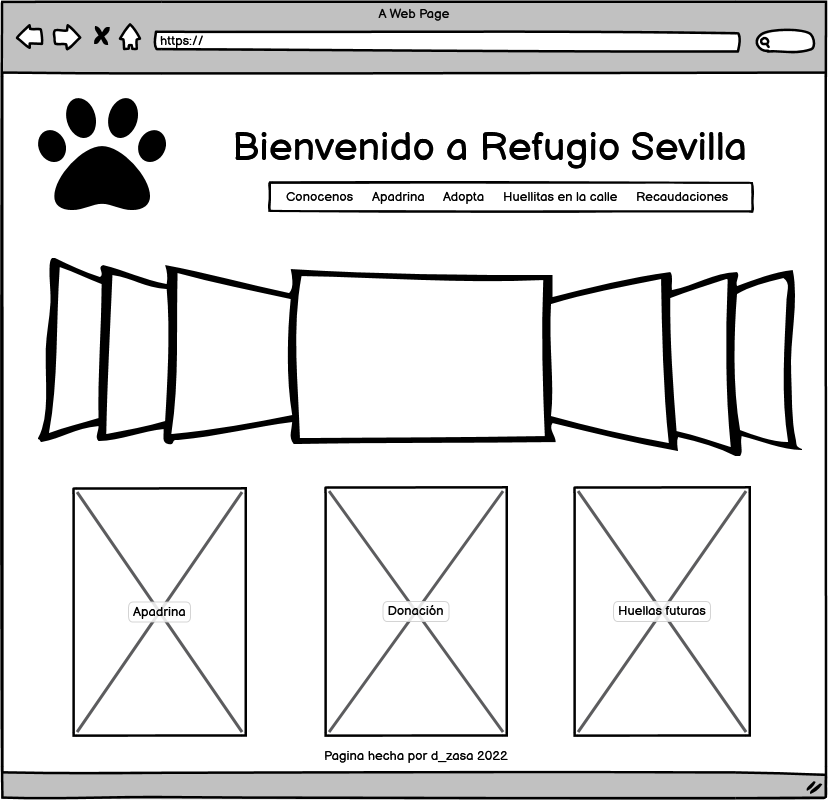 A Web Page
https://
Bienvenido a Refugio Sevilla
Conocenos Apadrina Adopta Huellitas en la calle Recaudaciones
Apadrina Donación Huellas futuras
Pagina hecha por d_zasa 2022